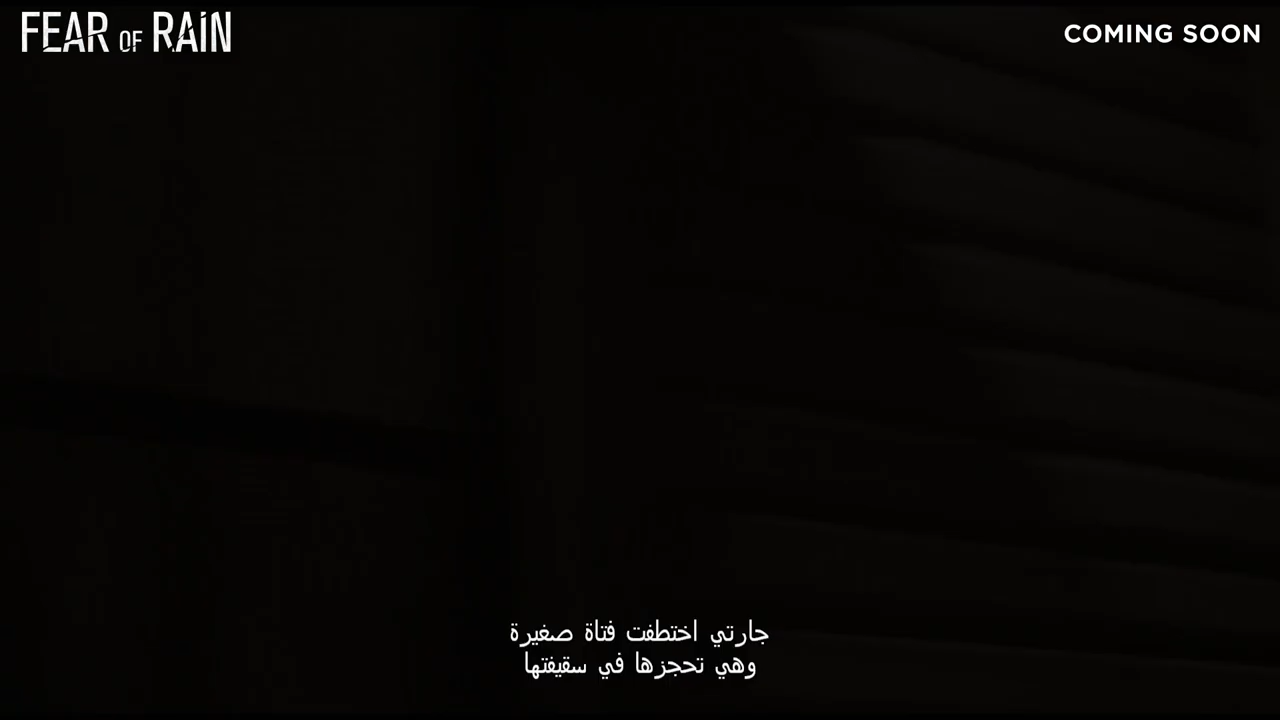 FEAR OF RAIN
COMING SOON
جارتي اختطفت فتاة صغيرة
وهي تحجزها في سقيفتها